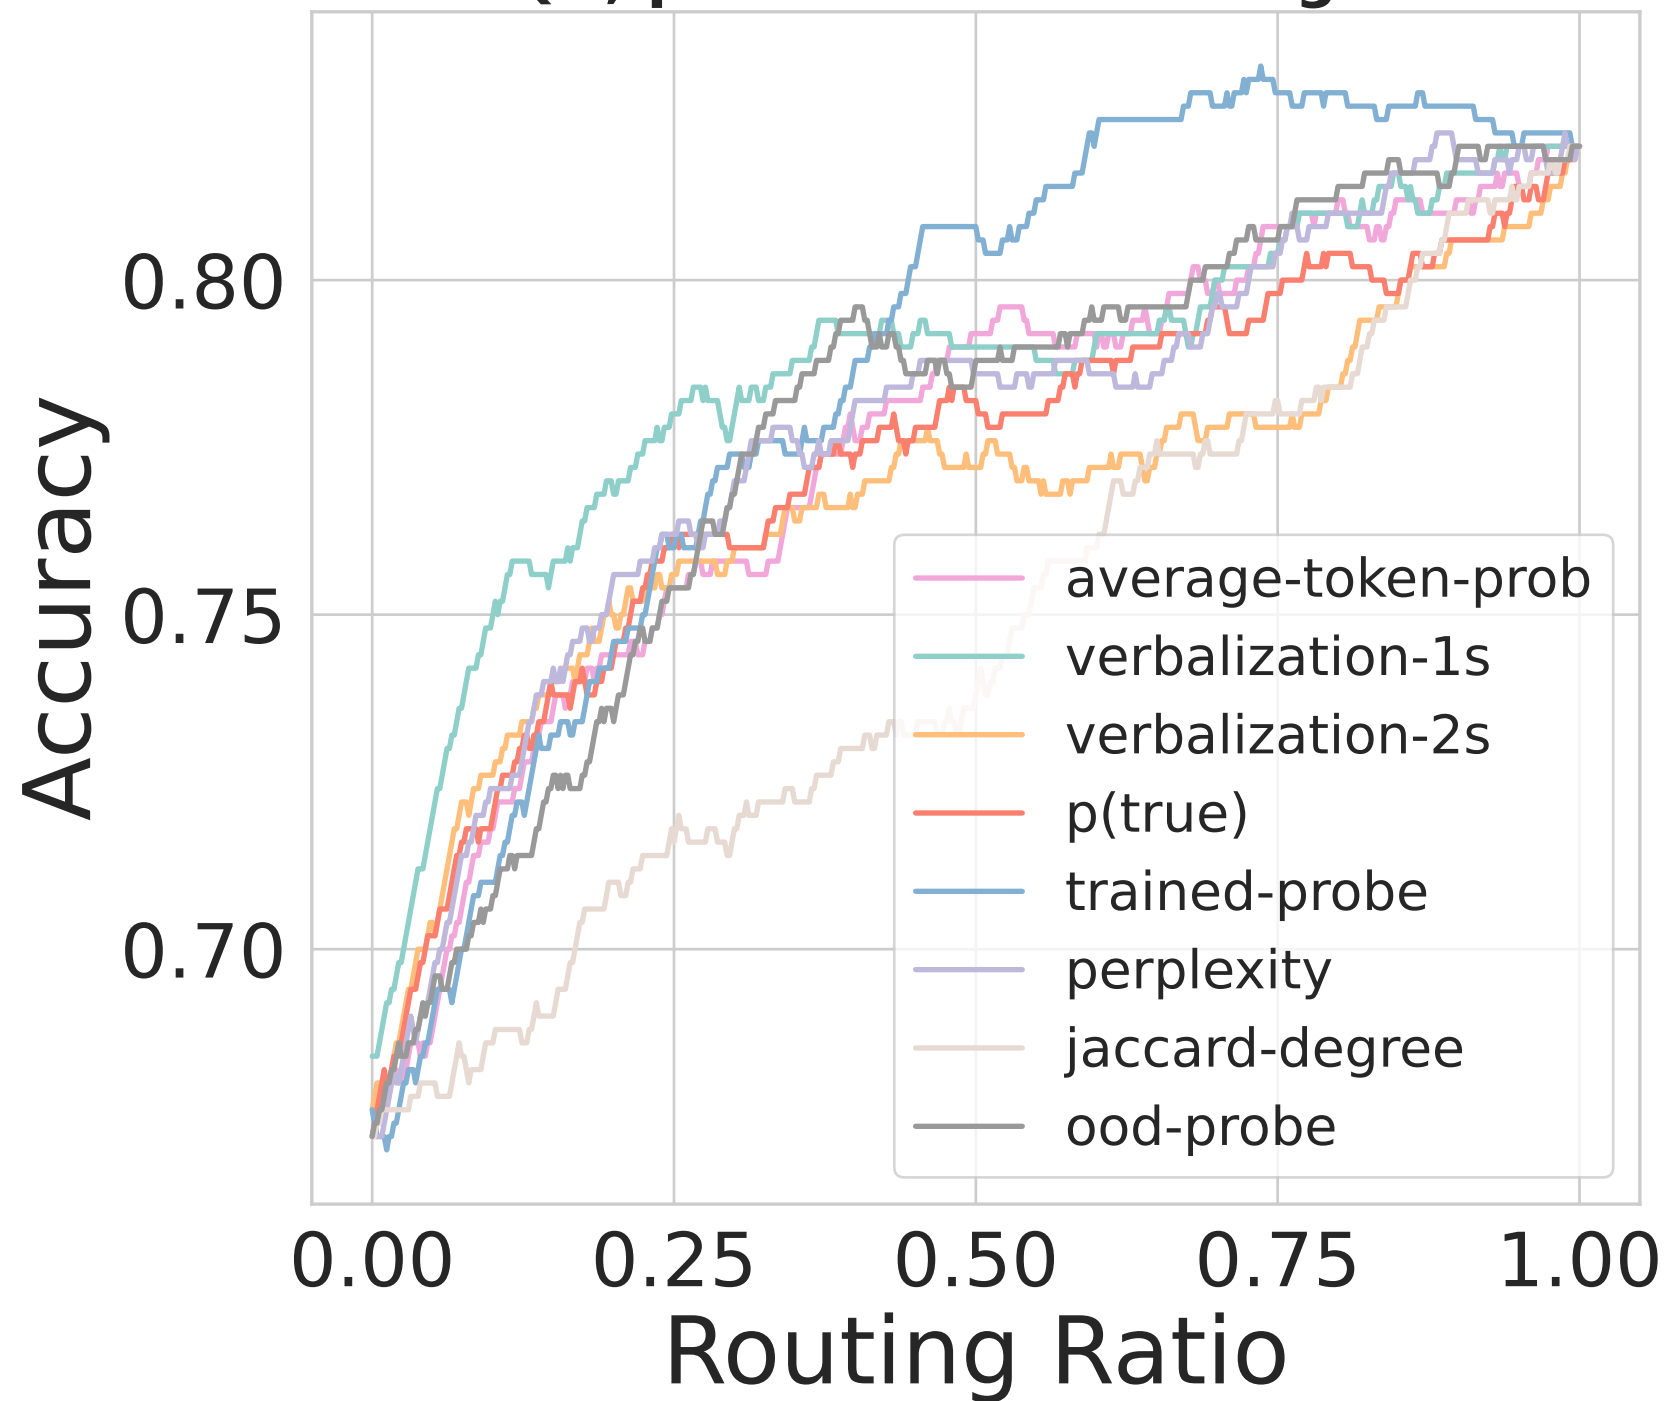 Accuracy
0.80
0.75
0.70
average-token-prob
verbalization-1s
verbalization-2s
p(true)
trained-probe
perplexity
jaccard-degree
ood-probe
0.00 0.25 0.50 0.75 1.00
Routing Ratio